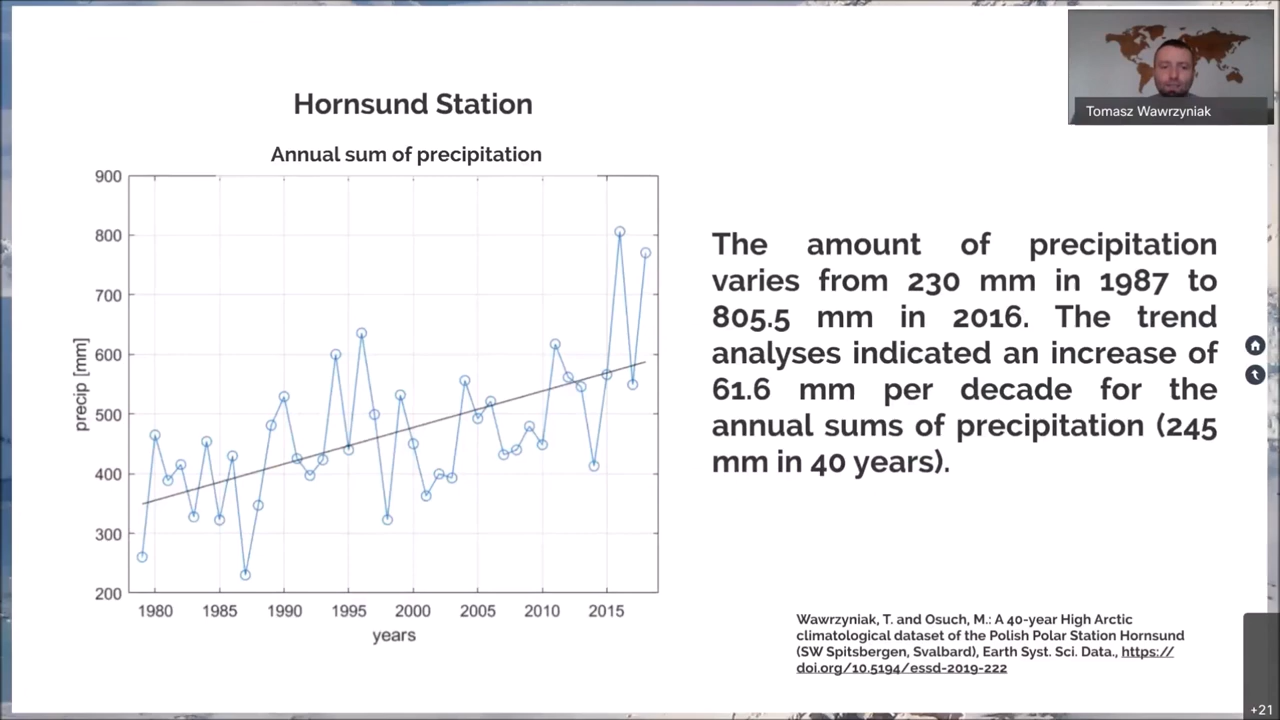 Tomasz Wawrzyniak
Hornsund Station
Annual sum of precipitation
900
800
700
600
500
400
300
200
precip [mm]
1980 1985 1990 1995 2000 2005 2010 2015
years
The amount of precipitation
varies from 230 mm in 1987 to
805.5 mm in 2016. The trend
analyses indicated an increase of
61.6 mm per decade for the
annual sums of precipitation (245
mm in 40 years).
Wawrzyniak, T. and Osuch, M.: A 40-year High Arctic
climatological dataset of the Polish Polar Station Hornsund
(SW Spitsbergen, Svalbard), Earth Syst. Sci. Data., https://
doi.org/10.5194/essd-2019-222
+21